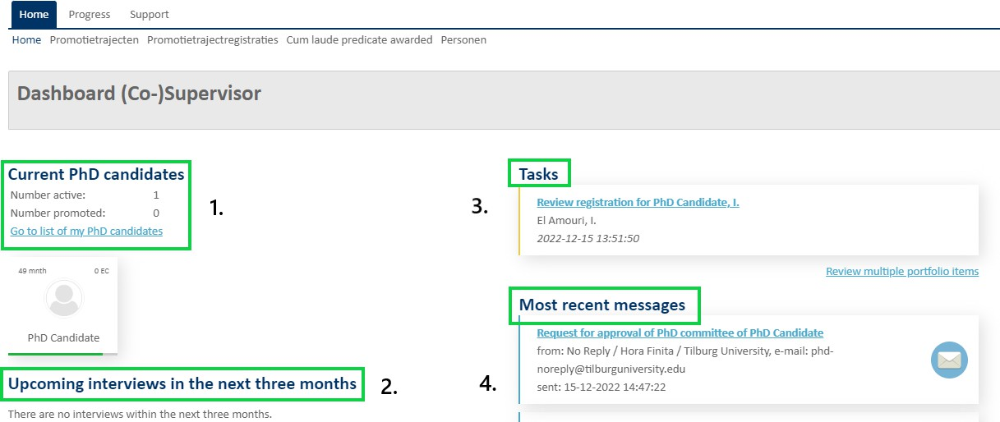 Home Progress Support
Home Promotietrajecten Promotietrajectregistraties Cum laude predicate awarded Personen
Dashboard (Co-)Supervisor
Current PhD candidates
Number active: 1
Number promoted: 0
Go to list of my PhD candidates
1.
49 mnth 0 EC
PhD Candidate
Upcoming interviews in the next three months
2.
There are no interviews within the next three months.
Tasks
3.
Review registration for PhD Candidate, I.
El Amouri, I.
2022-12-15 13:51:50
Review multiple portfolio items
Most recent messages
Request for approval of PhD committee of PhD Candidate
from: No Reply / Hora Finita / Tilburg University, e-mail: phd-
noreply@tilburguniversity.edu
4.
sent: 15-12-2022 14:47:22